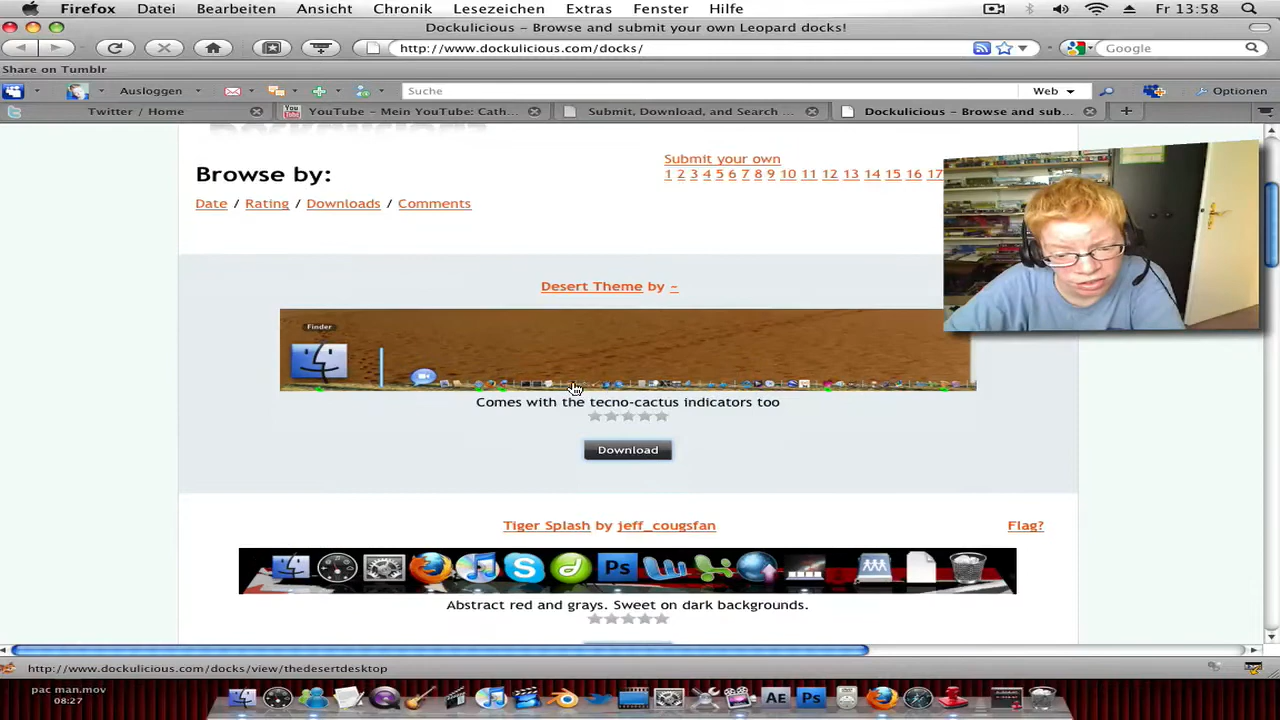 Firefox Datei Bearbeiten Ansicht Chronik Lesezeichen Extras Fenster Hilfe Fr 13:58
Dockulicious – Browse and submit your own Leopard docks!
http://www.dockulicious.com/docks/ Google
Share on Tumblr
Ausloggen Suche Web Optionen
Twitter / Home YouTube – Mein YouTube: Cath... Submit, Download, and Search ... Dockulicious – Browse and sub...
Submit your own
Browse by: 1 2 3 4 5 6 7 8 9 10 11 12 13 14 15 16 17
Date / Rating / Downloads / Comments
Desert Theme by ~
Finder
Comes with the tecno-cactus indicators too
Download
Tiger Splash by jeff_cougsfan Flag?
Ps
Abstract red and grays. Sweet on dark backgrounds.
http://www.dockulicious.com/docks/view/thedesertdesktop
pac man.mov
08:27
AE Ps